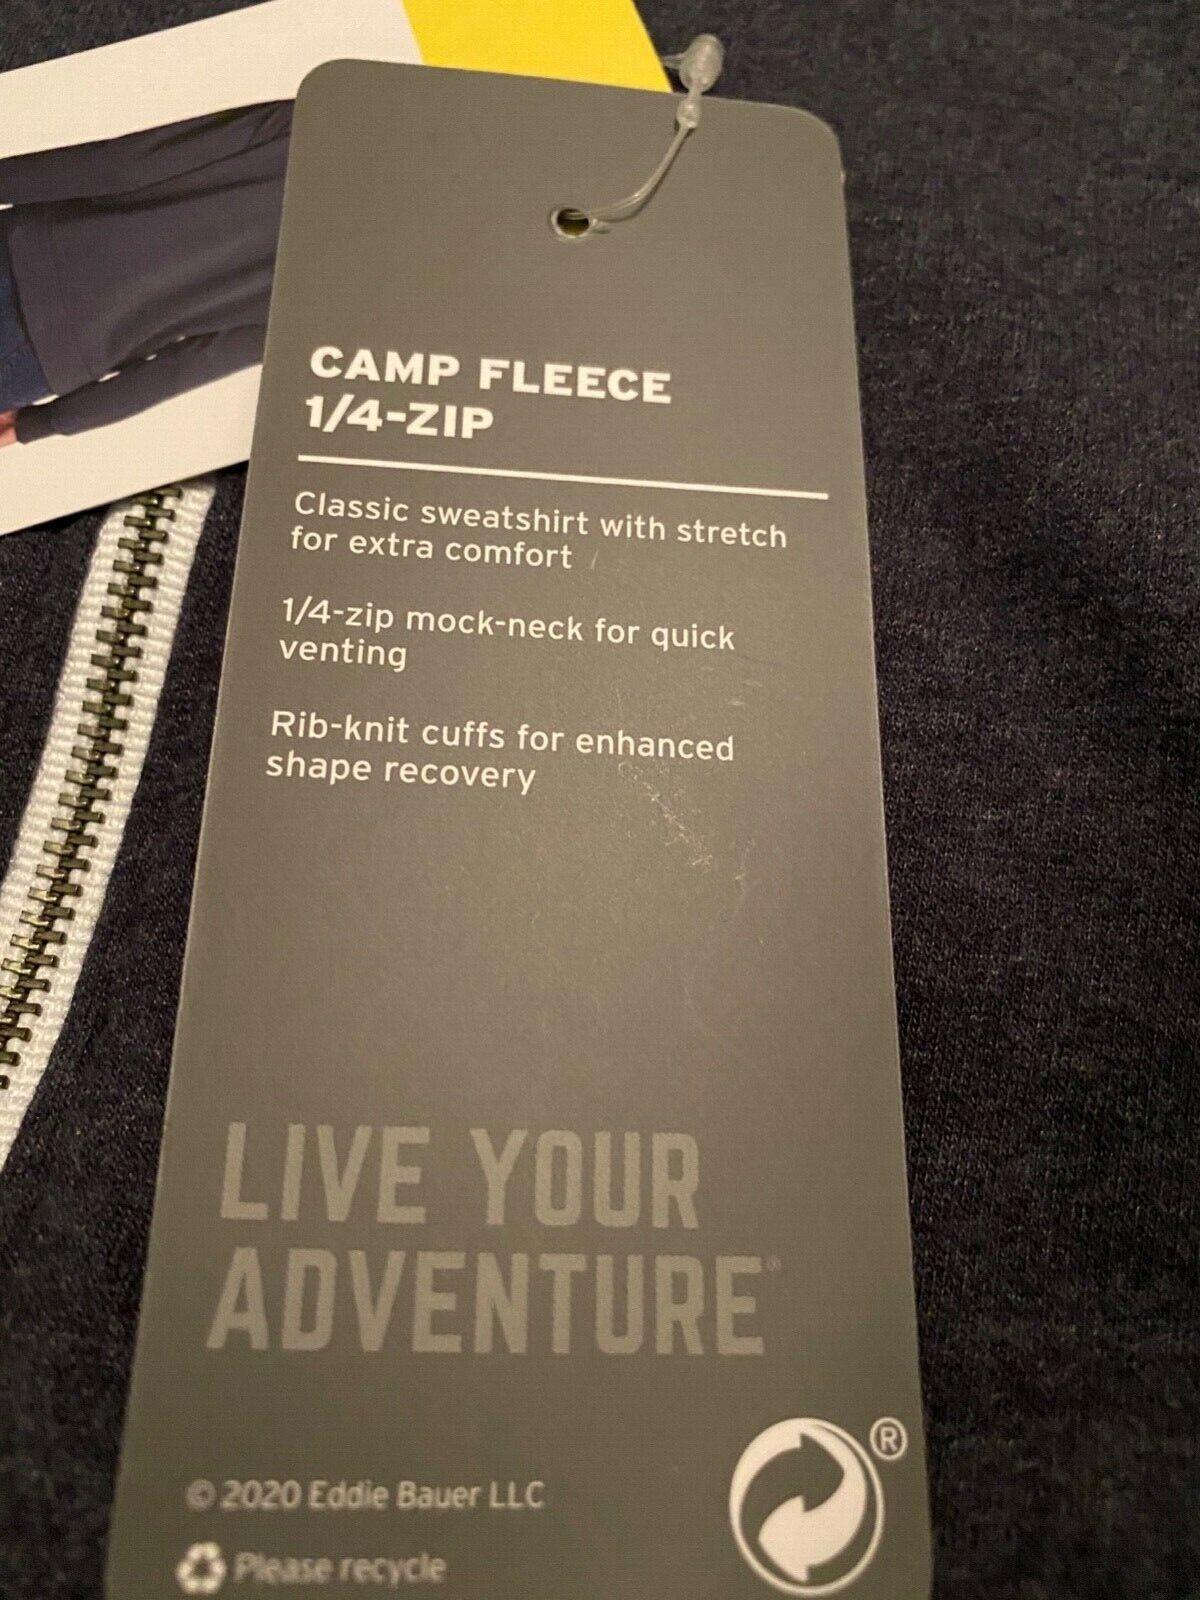 CAMP FLEECE
1/4-ZIP
Classic sweatshirt with stretch
for extra comfort
1/4-zip mock-neck for quick
venting
Rib-knit cuffs for enhanced
shape recovery
LIVE YOUR
ADVENTURE®
®
© 2020 Eddie Bauer LLC
Please recycle